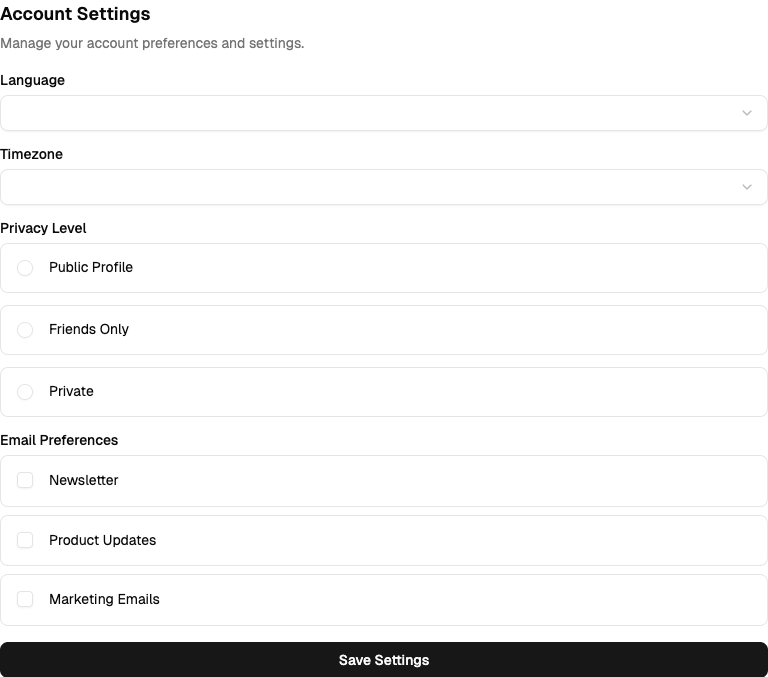 Account Settings
Manage your account preferences and settings.
Language
Timezone
Privacy Level
Public Profile
Friends Only
Private
Email Preferences
Newsletter
Product Updates
Marketing Emails
Save Settings